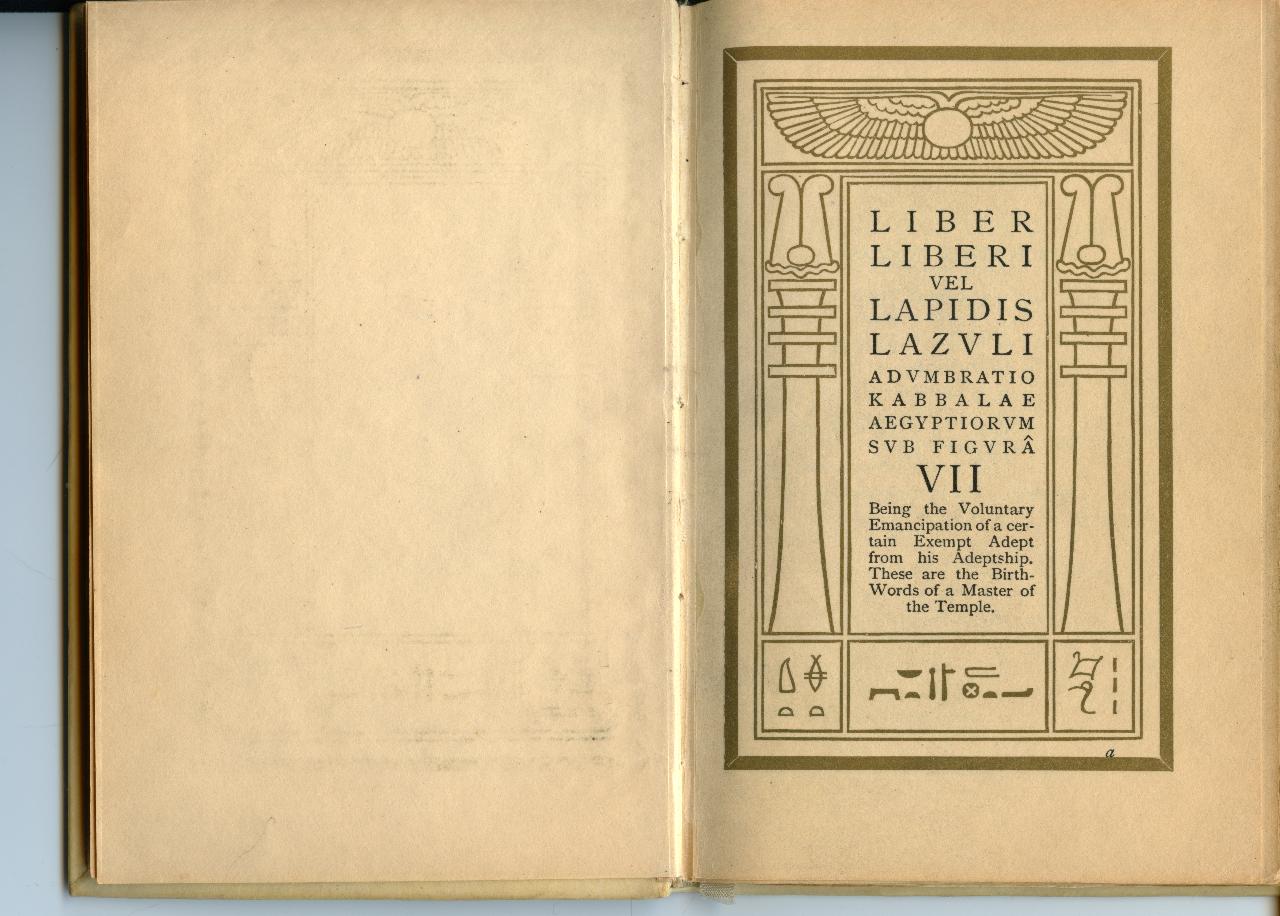 LIBER
LIBERI
VEL
LAPIDIS
LAZVLI
ADVMBRATIO
KABBALAE
AEGYPTIORVM
SVB FIGVRÂ
VII
Being the Voluntary
Emancipation of a cer-
tain Exempt Adept
from his Adeptship.
These are the Birth-
Words of a Master of
the Temple.
a